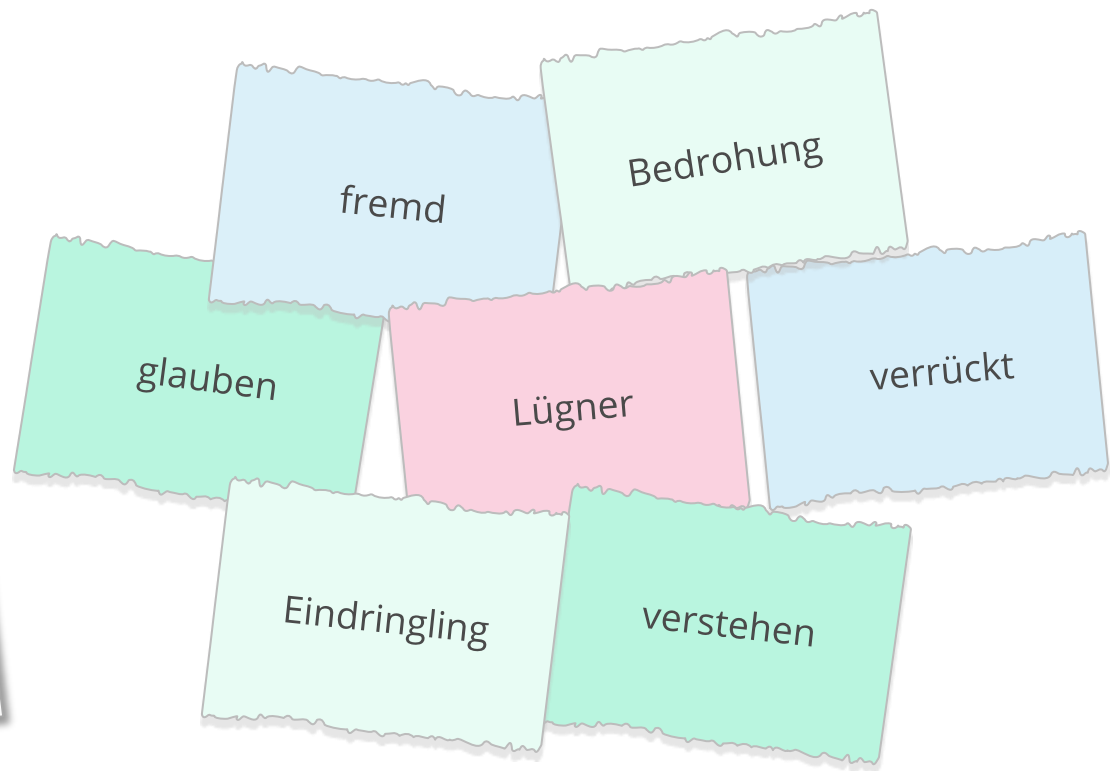 fremd
Bedrohung
glauben
Lügner
verrückt
Eindringling
verstehen